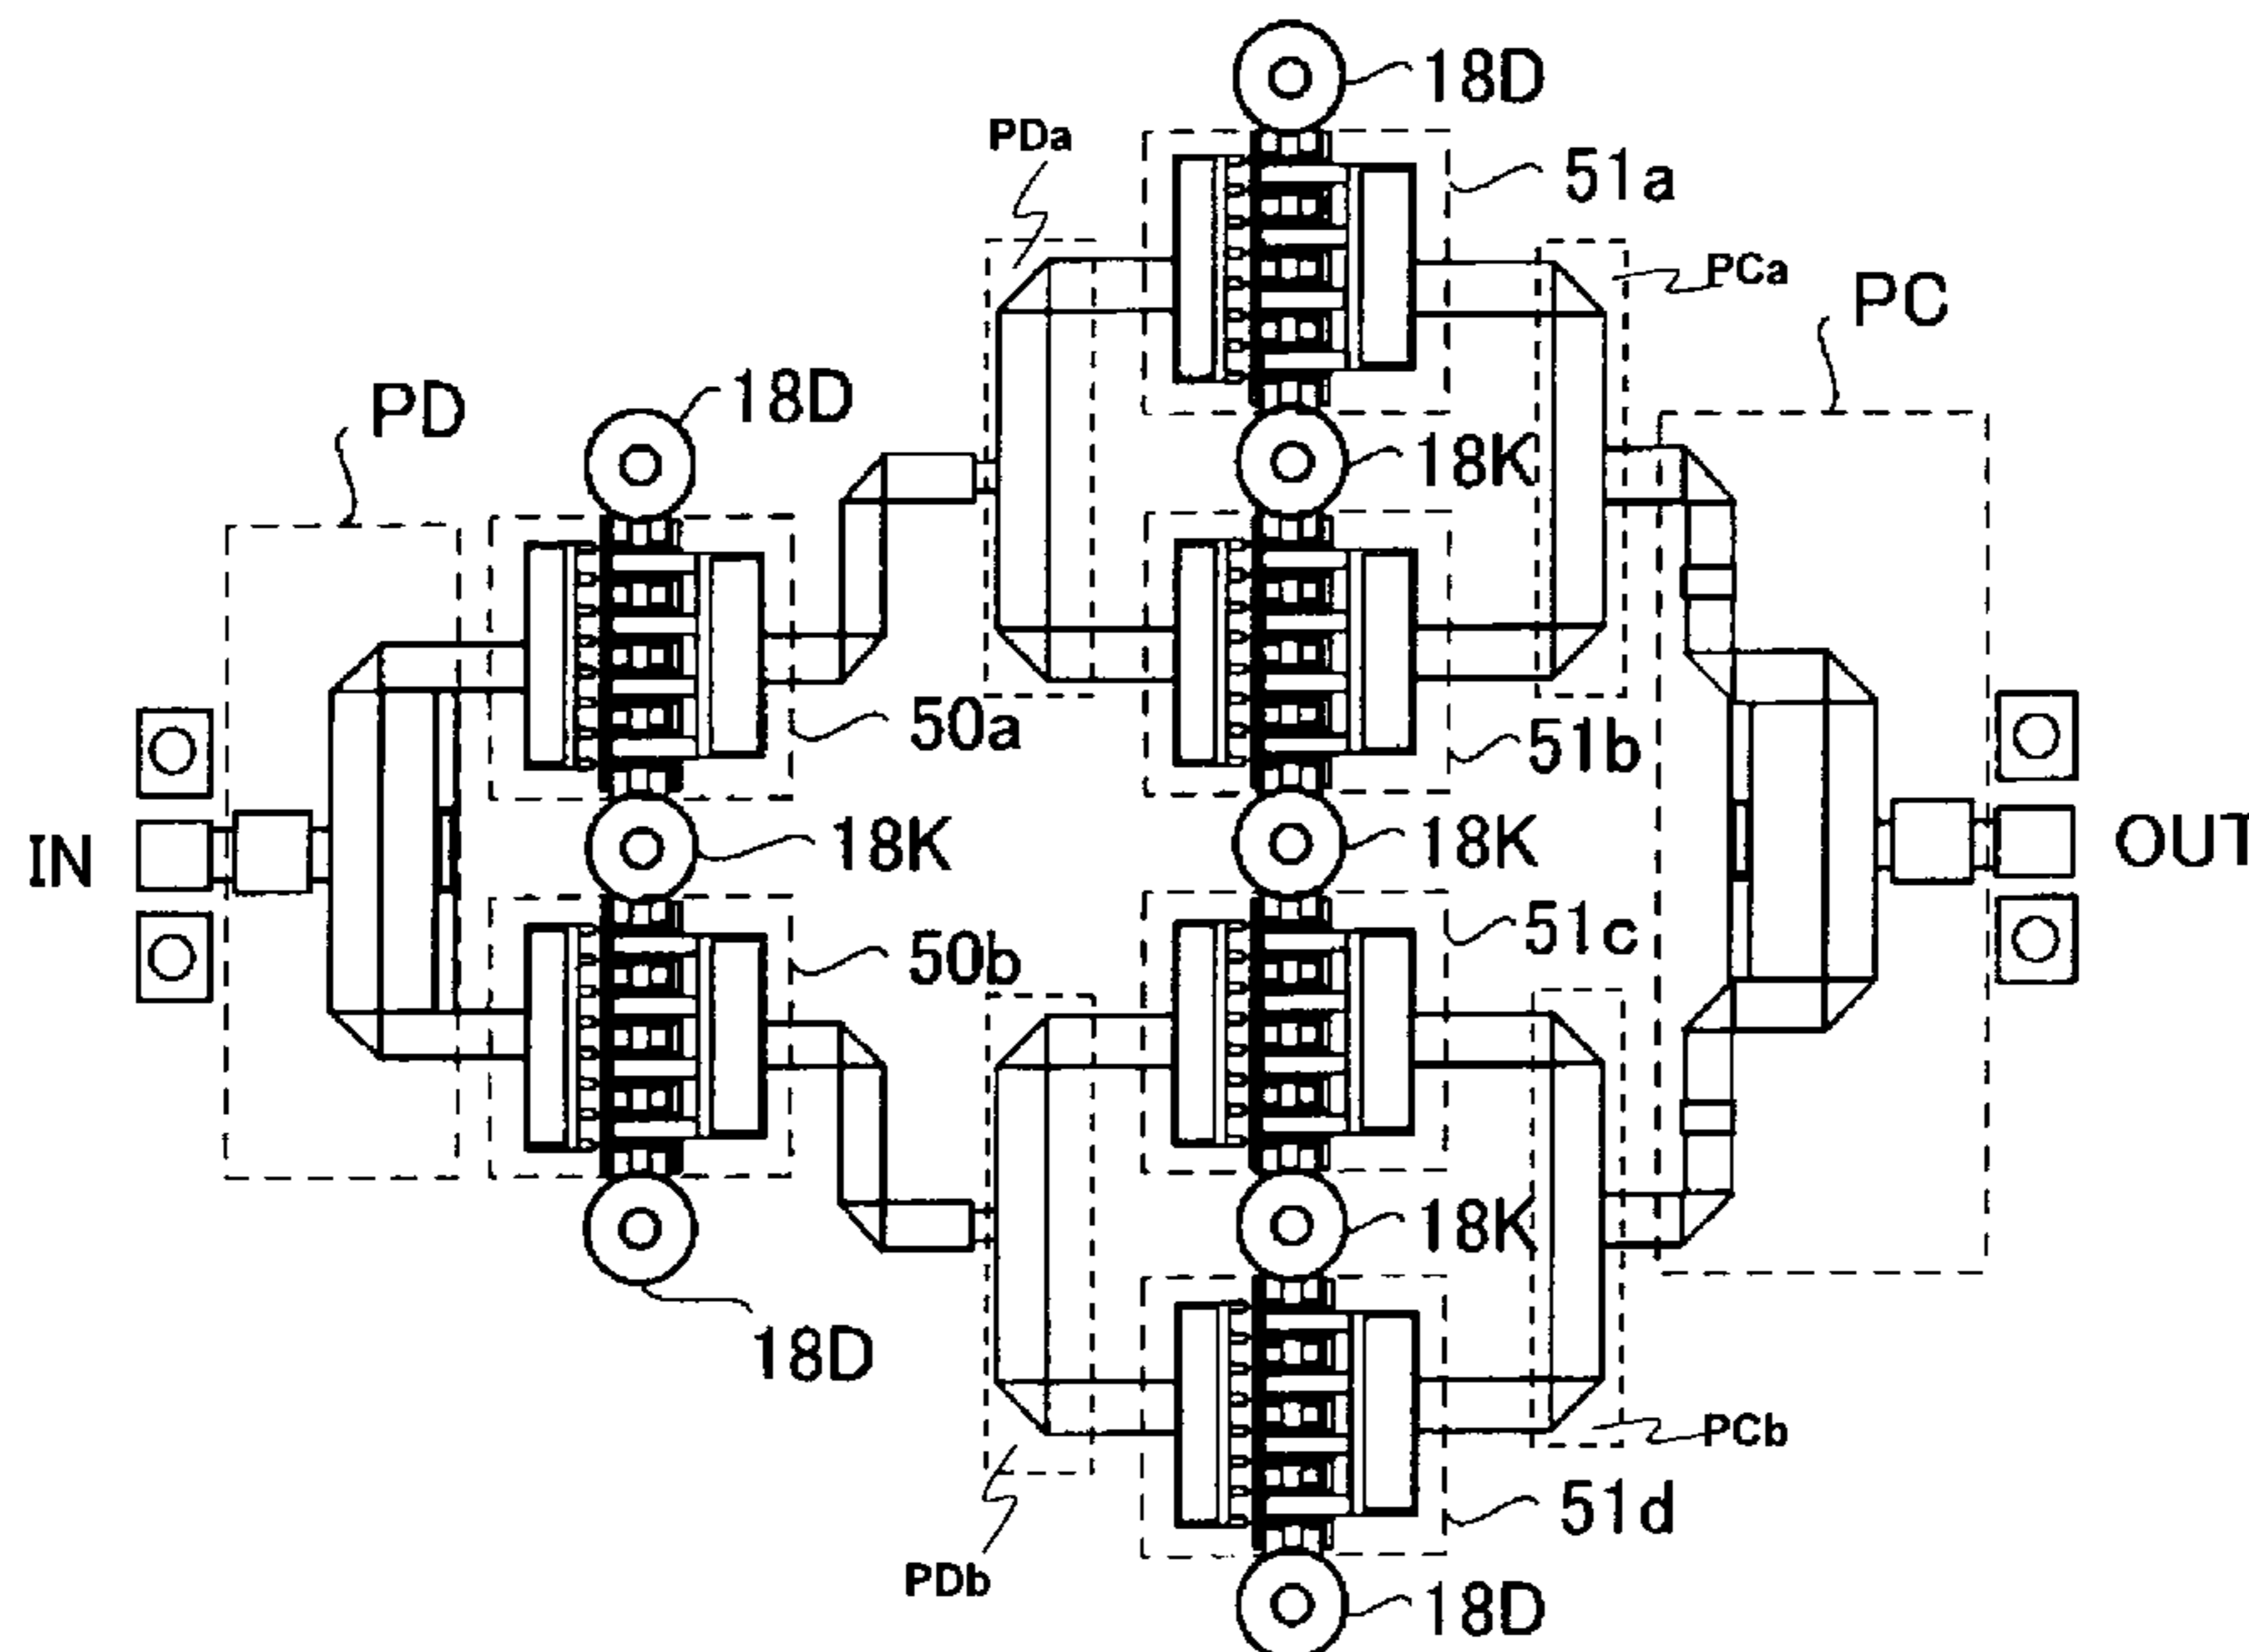 18D
PDa
51a
PCa
PC
PD
18D
18K
50a
51b
IN
18K
18K
OUT
50b
51c
18K
18D
PCb
51d
PDb
18D